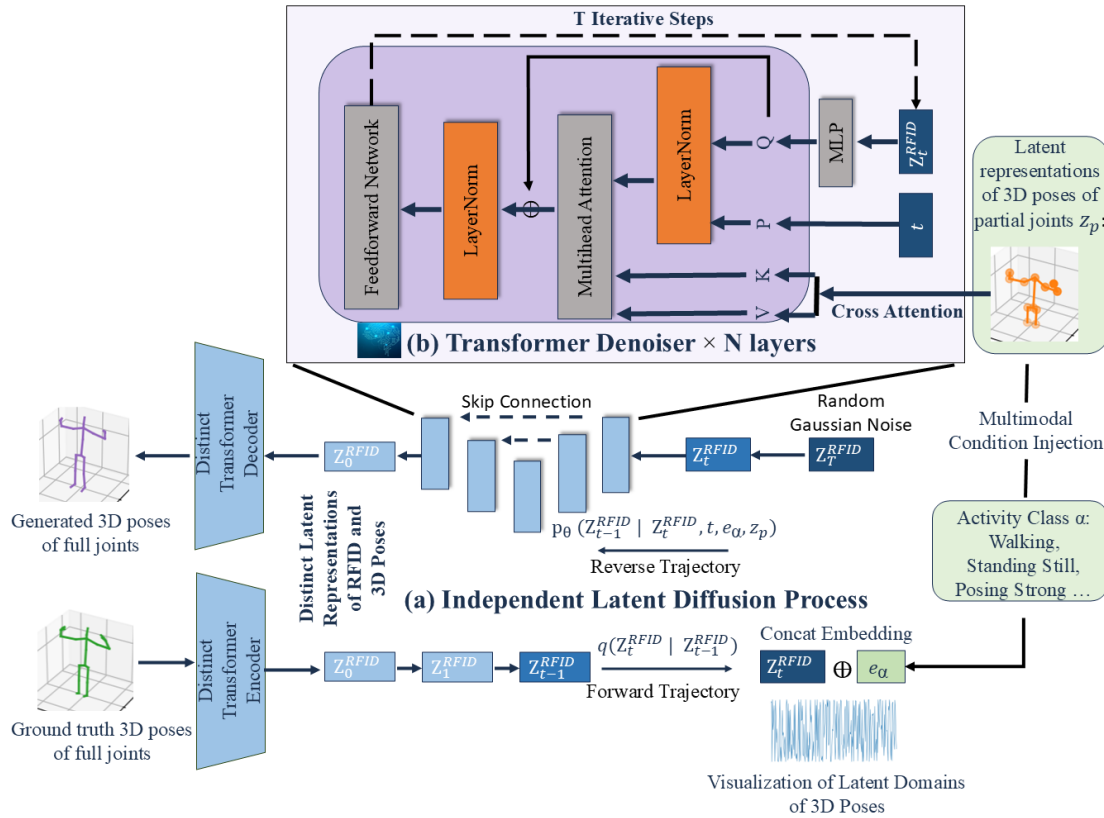 T Iterative Steps
Feedforward Network
LayerNorm
Multihead Attention
LayerNorm
Q
P
K
V
MLP
Z_t^{RFID}
t
⊕
Cross Attention
(b) Transformer Denoiser × N layers
Latent
representations
of 3D poses of
partial joints z_p:
Multimodal
Condition Injection
Activity Class α:
Walking,
Standing Still,
Posing Strong …
Generated 3D poses
of full joints
Distinct
Transformer
Decoder
Z_0^{RFID}
Skip Connection
Z_t^{RFID}
Random
Gaussian Noise
Z_T^{RFID}
p_θ (Z_{t-1}^{RFID} | Z_t^{RFID}, t, e_α, z_p)
Reverse Trajectory
Distinct Latent
Representations
of RFID and
3D Poses
(a) Independent Latent Diffusion Process
Ground truth 3D poses
of full joints
Distinct
Transformer
Encoder
Z_0^{RFID}
Z_1^{RFID}
Z_{t-1}^{RFID}
q(Z_t^{RFID} | Z_{t-1}^{RFID})
Forward Trajectory
Concat Embedding
Z_t^{RFID} ⊕ e_α
Visualization of Latent Domains
of 3D Poses